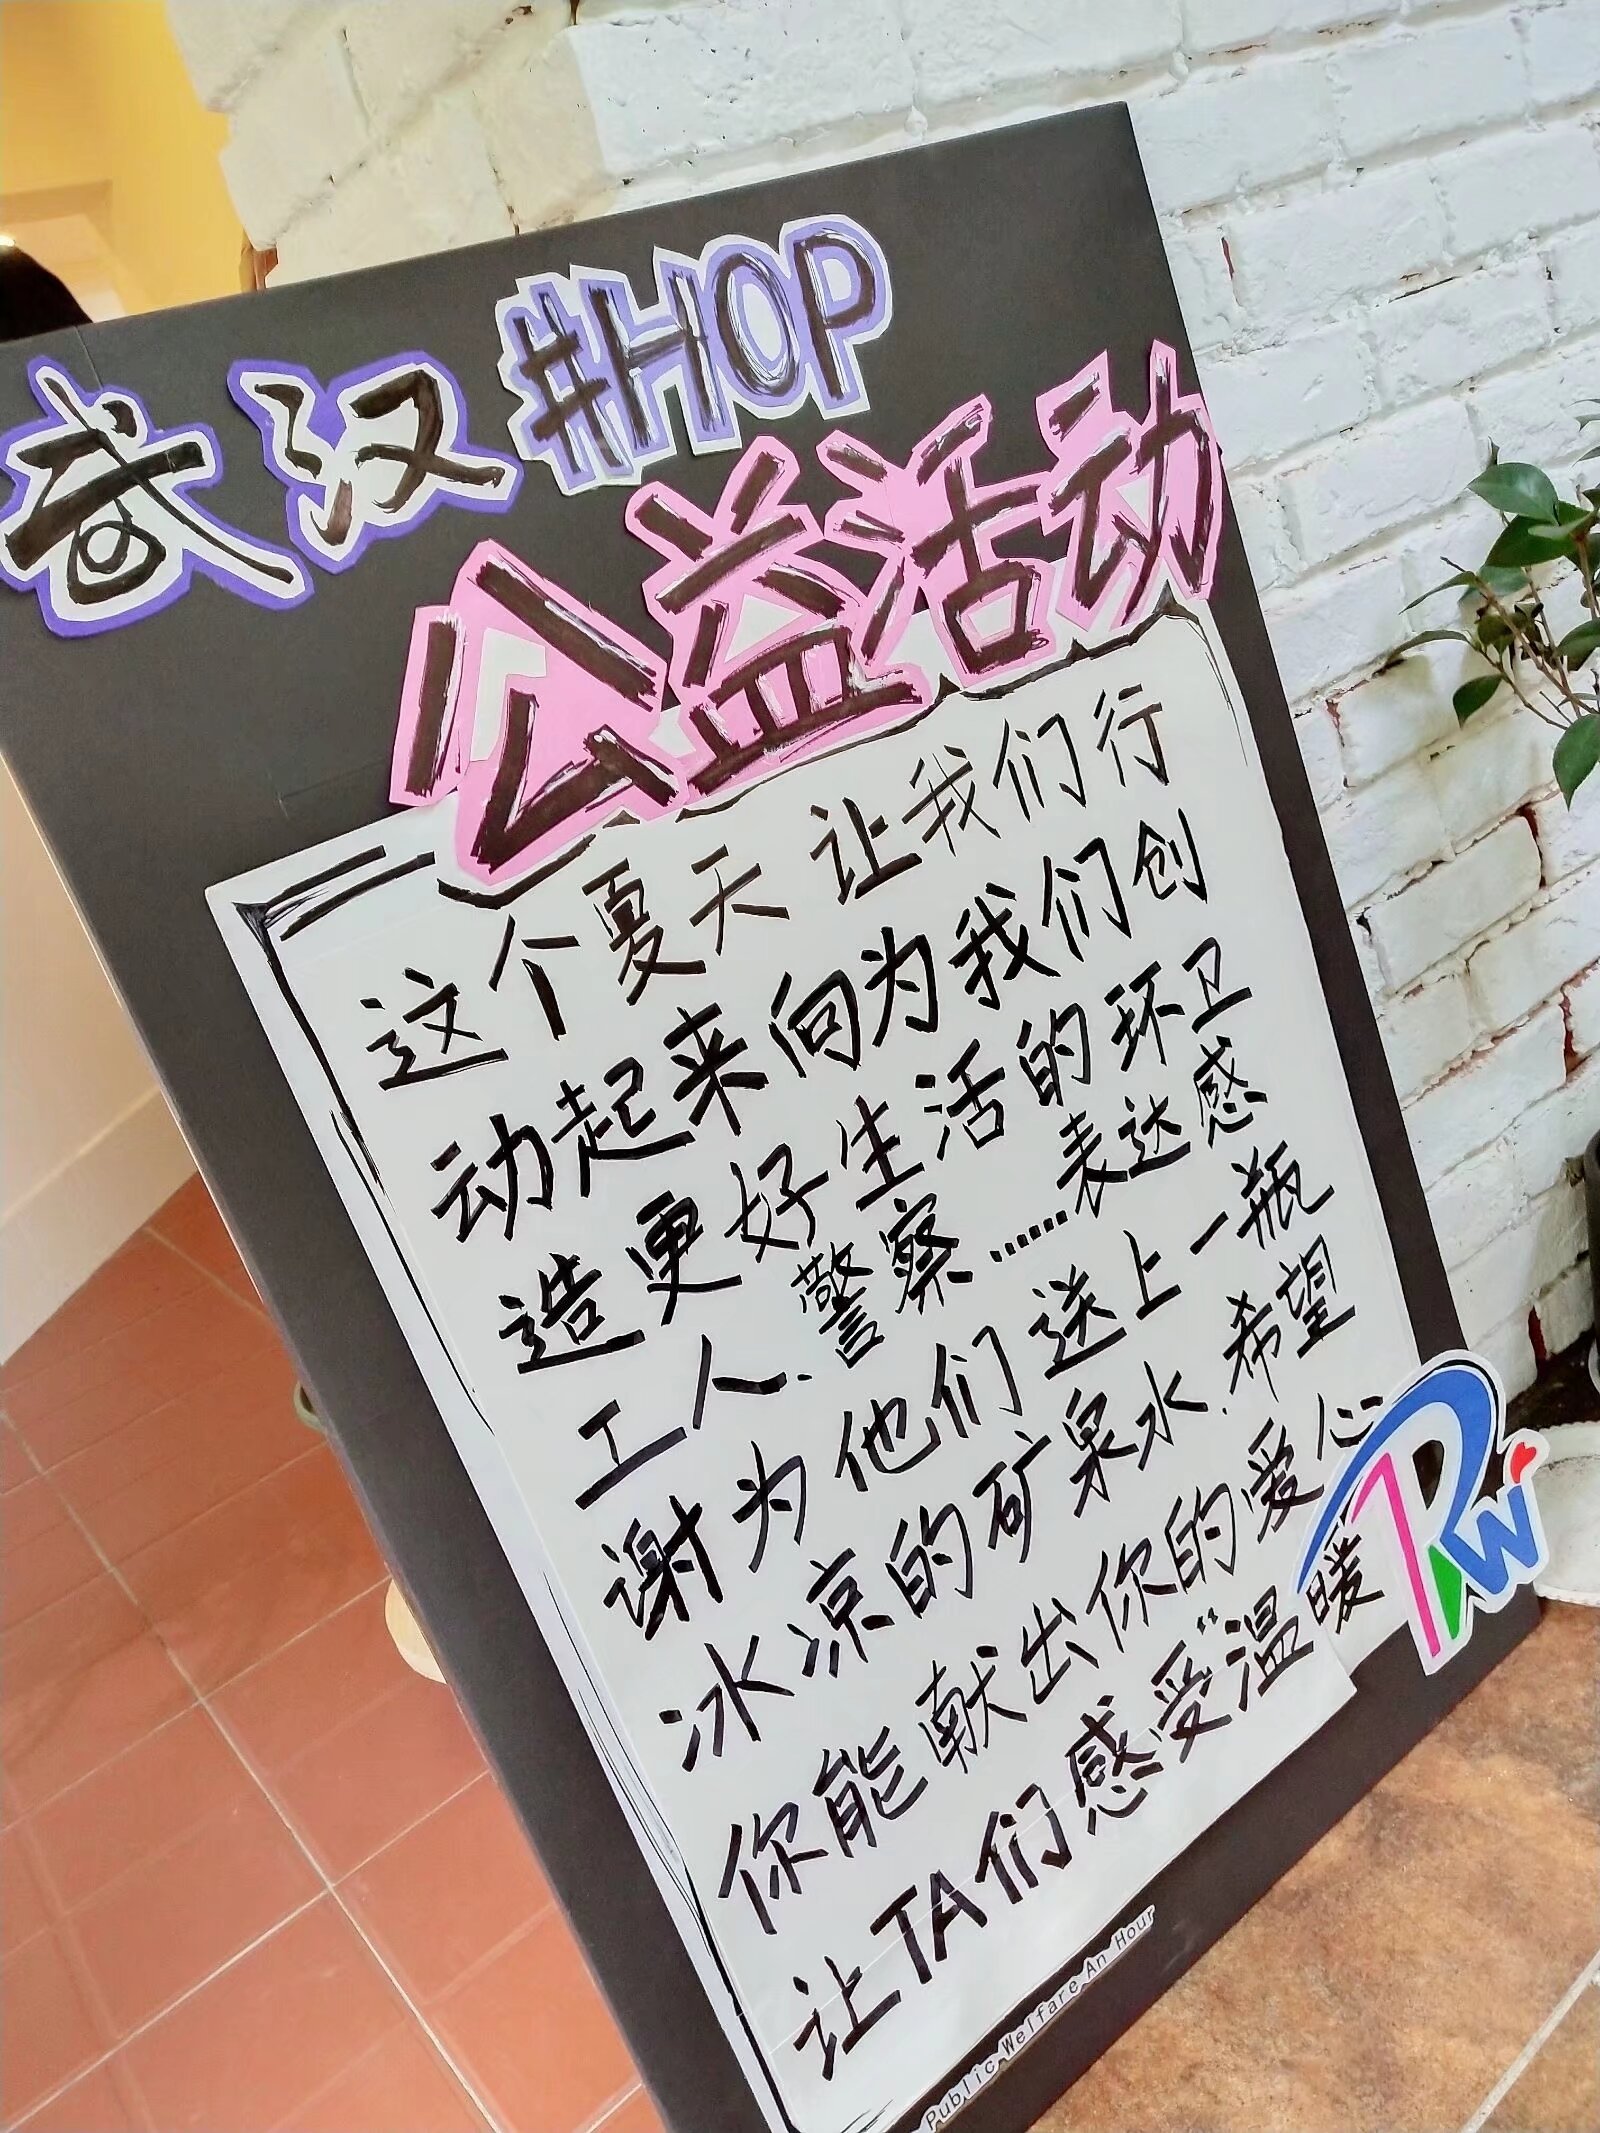 武汉#HOP
公益活动
这个夏天 让我们行
动起来向为我们创
造更好生活的环卫
工人.警察……表达感
谢为他们送上一瓶
冰凉的矿泉水.希望
你能献出你的爱心
让TA们感受“温暖
PWi
Public Welfare An Hour